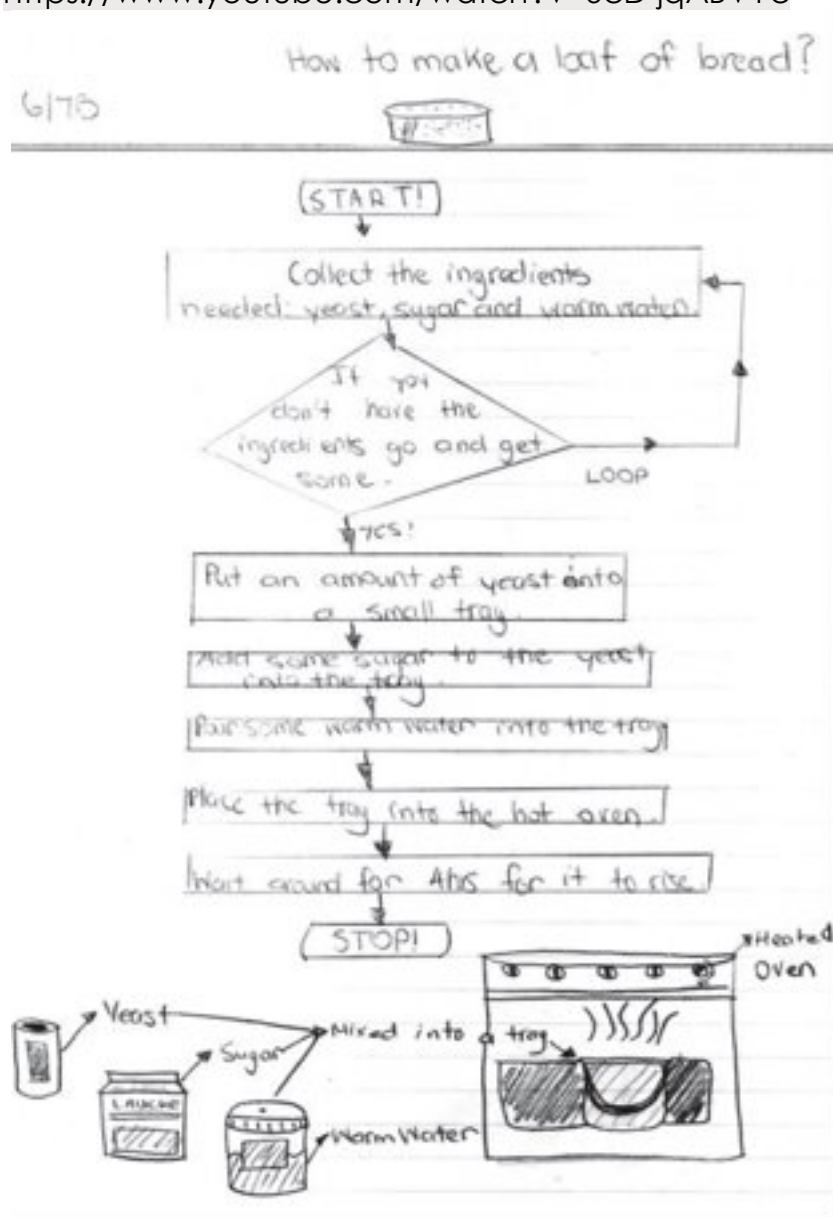 How to make a loaf of bread?
6/7B
START!
Collect the ingredients
needed: yeast, sugar and warm water.
If you
don't have the
ingredients go and get
some.
LOOP
YES!
Put an amount of yeast into
a small tray.
Add some sugar to the yeast
into the tray.
Pour some warm water into the tray
Place the tray into the hot oven.
Wait around for 4hrs for it to rise
STOP!
Heated
Oven
Yeast
Mixed into a tray
Sugar
LAUCKE
Warm Water